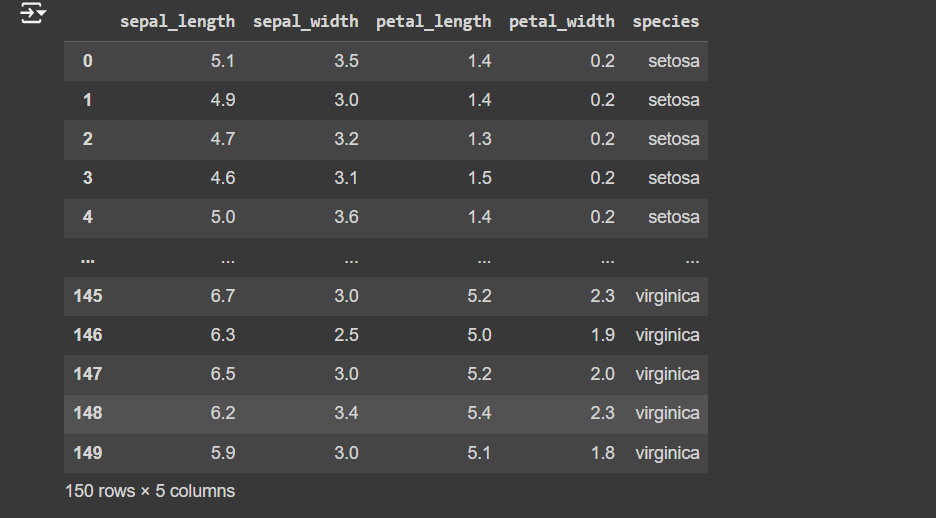 sepal_length sepal_width petal_length petal_width species
0 5.1 3.5 1.4 0.2 setosa
1 4.9 3.0 1.4 0.2 setosa
2 4.7 3.2 1.3 0.2 setosa
3 4.6 3.1 1.5 0.2 setosa
4 5.0 3.6 1.4 0.2 setosa
... ... ... ... ... ...
145 6.7 3.0 5.2 2.3 virginica
146 6.3 2.5 5.0 1.9 virginica
147 6.5 3.0 5.2 2.0 virginica
148 6.2 3.4 5.4 2.3 virginica
149 5.9 3.0 5.1 1.8 virginica
150 rows × 5 columns